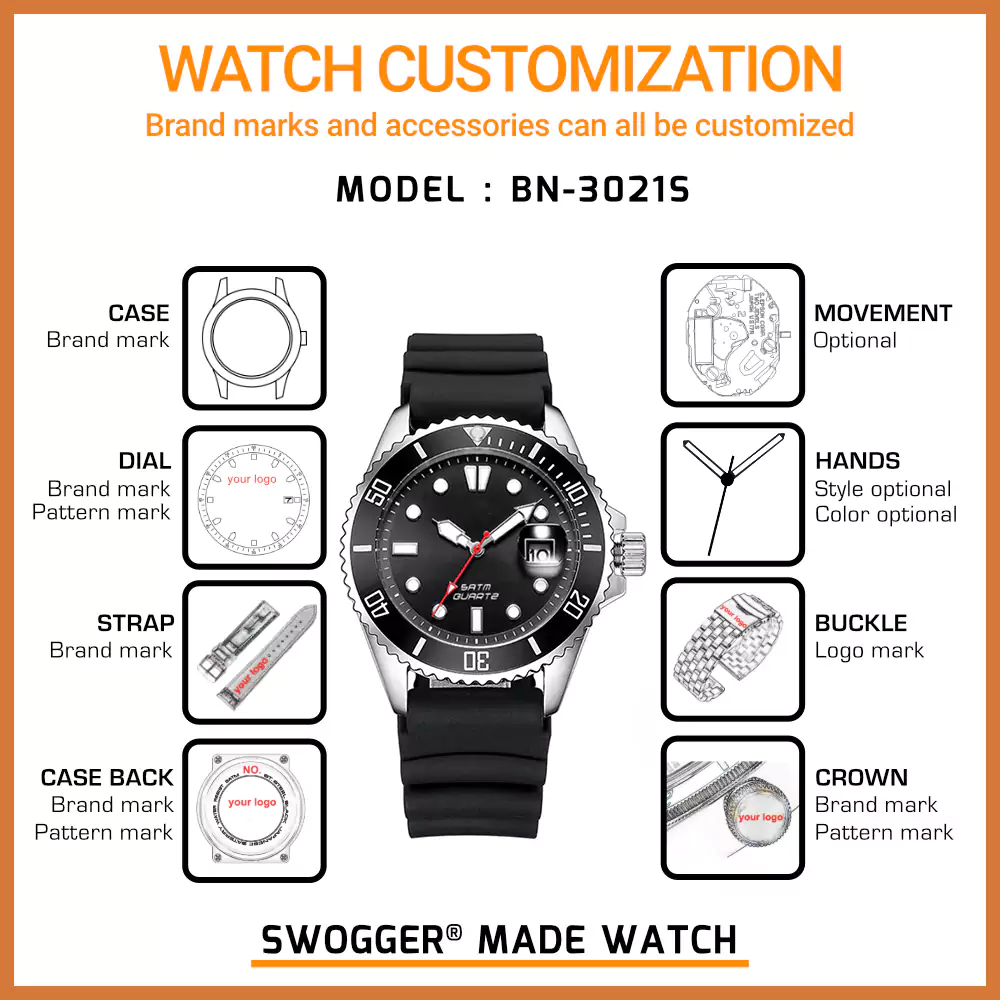 WATCH CUSTOMIZATION
Brand marks and accessories can all be customized
MODEL : BN-3021S
CASE
Brand mark
DIAL
Brand mark
Pattern mark
your logo
7
STRAP
Brand mark
your logo
CASE BACK
Brand mark
Pattern mark
NO.
your logo
50
10
40
20
30
10
5ATM
QUARTZ
MOVEMENT
Optional
HANDS
Style optional
Color optional
BUCKLE
Logo mark
your logo
CROWN
Brand mark
Pattern mark
your logo
SWOGGER® MADE WATCH